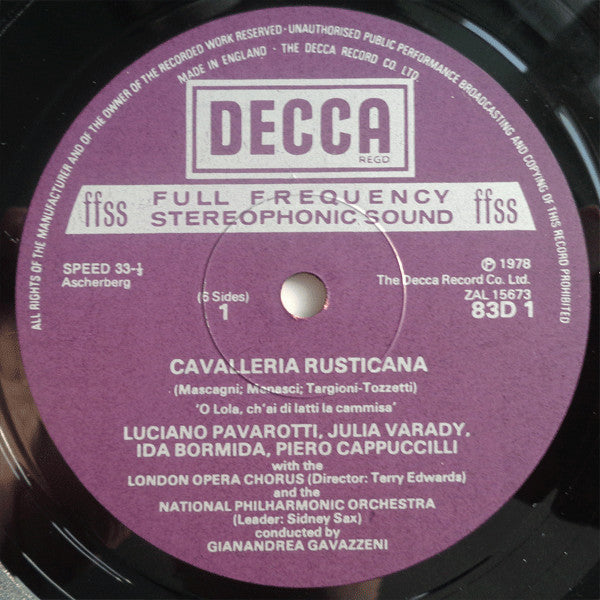 ALL RIGHTS OF THE MANUFACTURER AND OF THE OWNER OF THE RECORDED WORK RESERVED · UNAUTHORISED PUBLIC PERFORMANCE BROADCASTING AND COPYING OF THIS RECORD PROHIBITED
MADE IN ENGLAND · THE DECCA RECORD CO. LTD.
DECCA
REGD
ffss FULL FREQUENCY STEREOPHONIC SOUND ffss
SPEED 33-⅓
Ascherberg
℗ 1978
The Decca Record Co. Ltd.
(6 Sides)
1
ZAL 15673
83D 1
CAVALLERIA RUSTICANA
(Mascagni; Menasci; Targioni-Tozzetti)
'O Lola, ch'ai di latti la cammisa'
LUCIANO PAVAROTTI, JULIA VARADY,
IDA BORMIDA, PIERO CAPPUCCILLI
with the
LONDON OPERA CHORUS (Director: Terry Edwards)
and the
NATIONAL PHILHARMONIC ORCHESTRA
(Leader: Sidney Sax)
conducted by
GIANANDREA GAVAZZENI